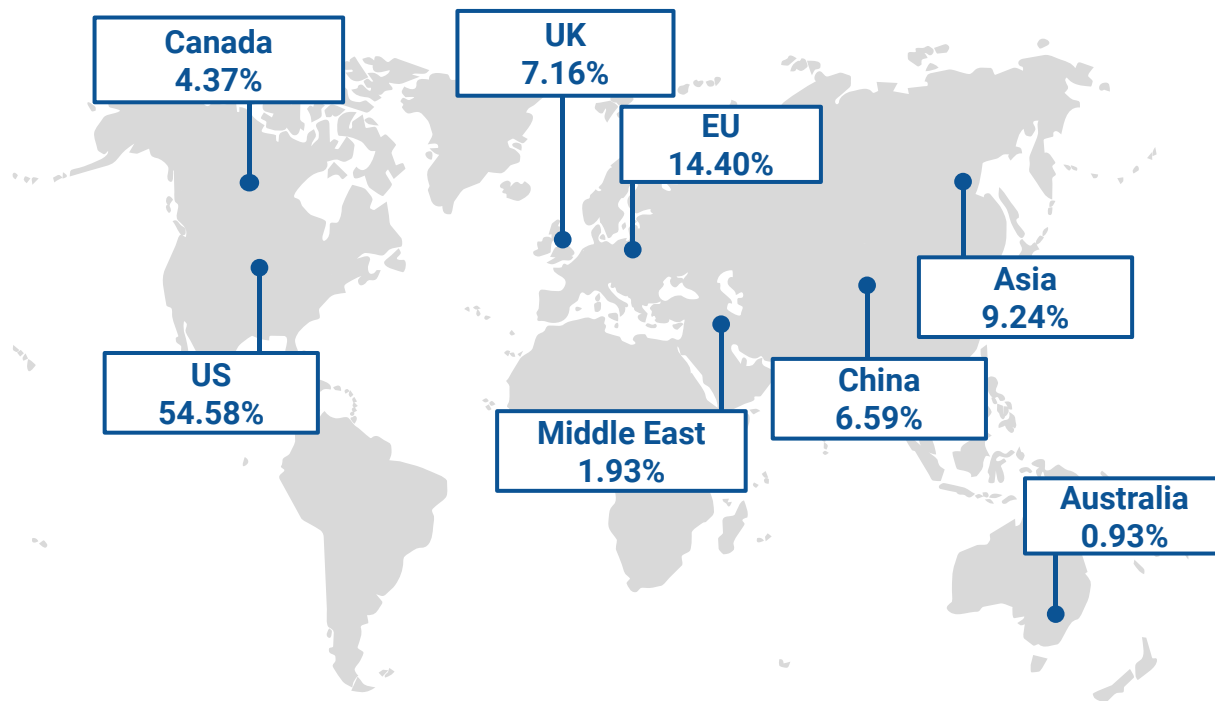 Canada
4.37%
UK
7.16%
EU
14.40%
Asia
9.24%
US
54.58%
China
6.59%
Middle East
1.93%
Australia
0.93%